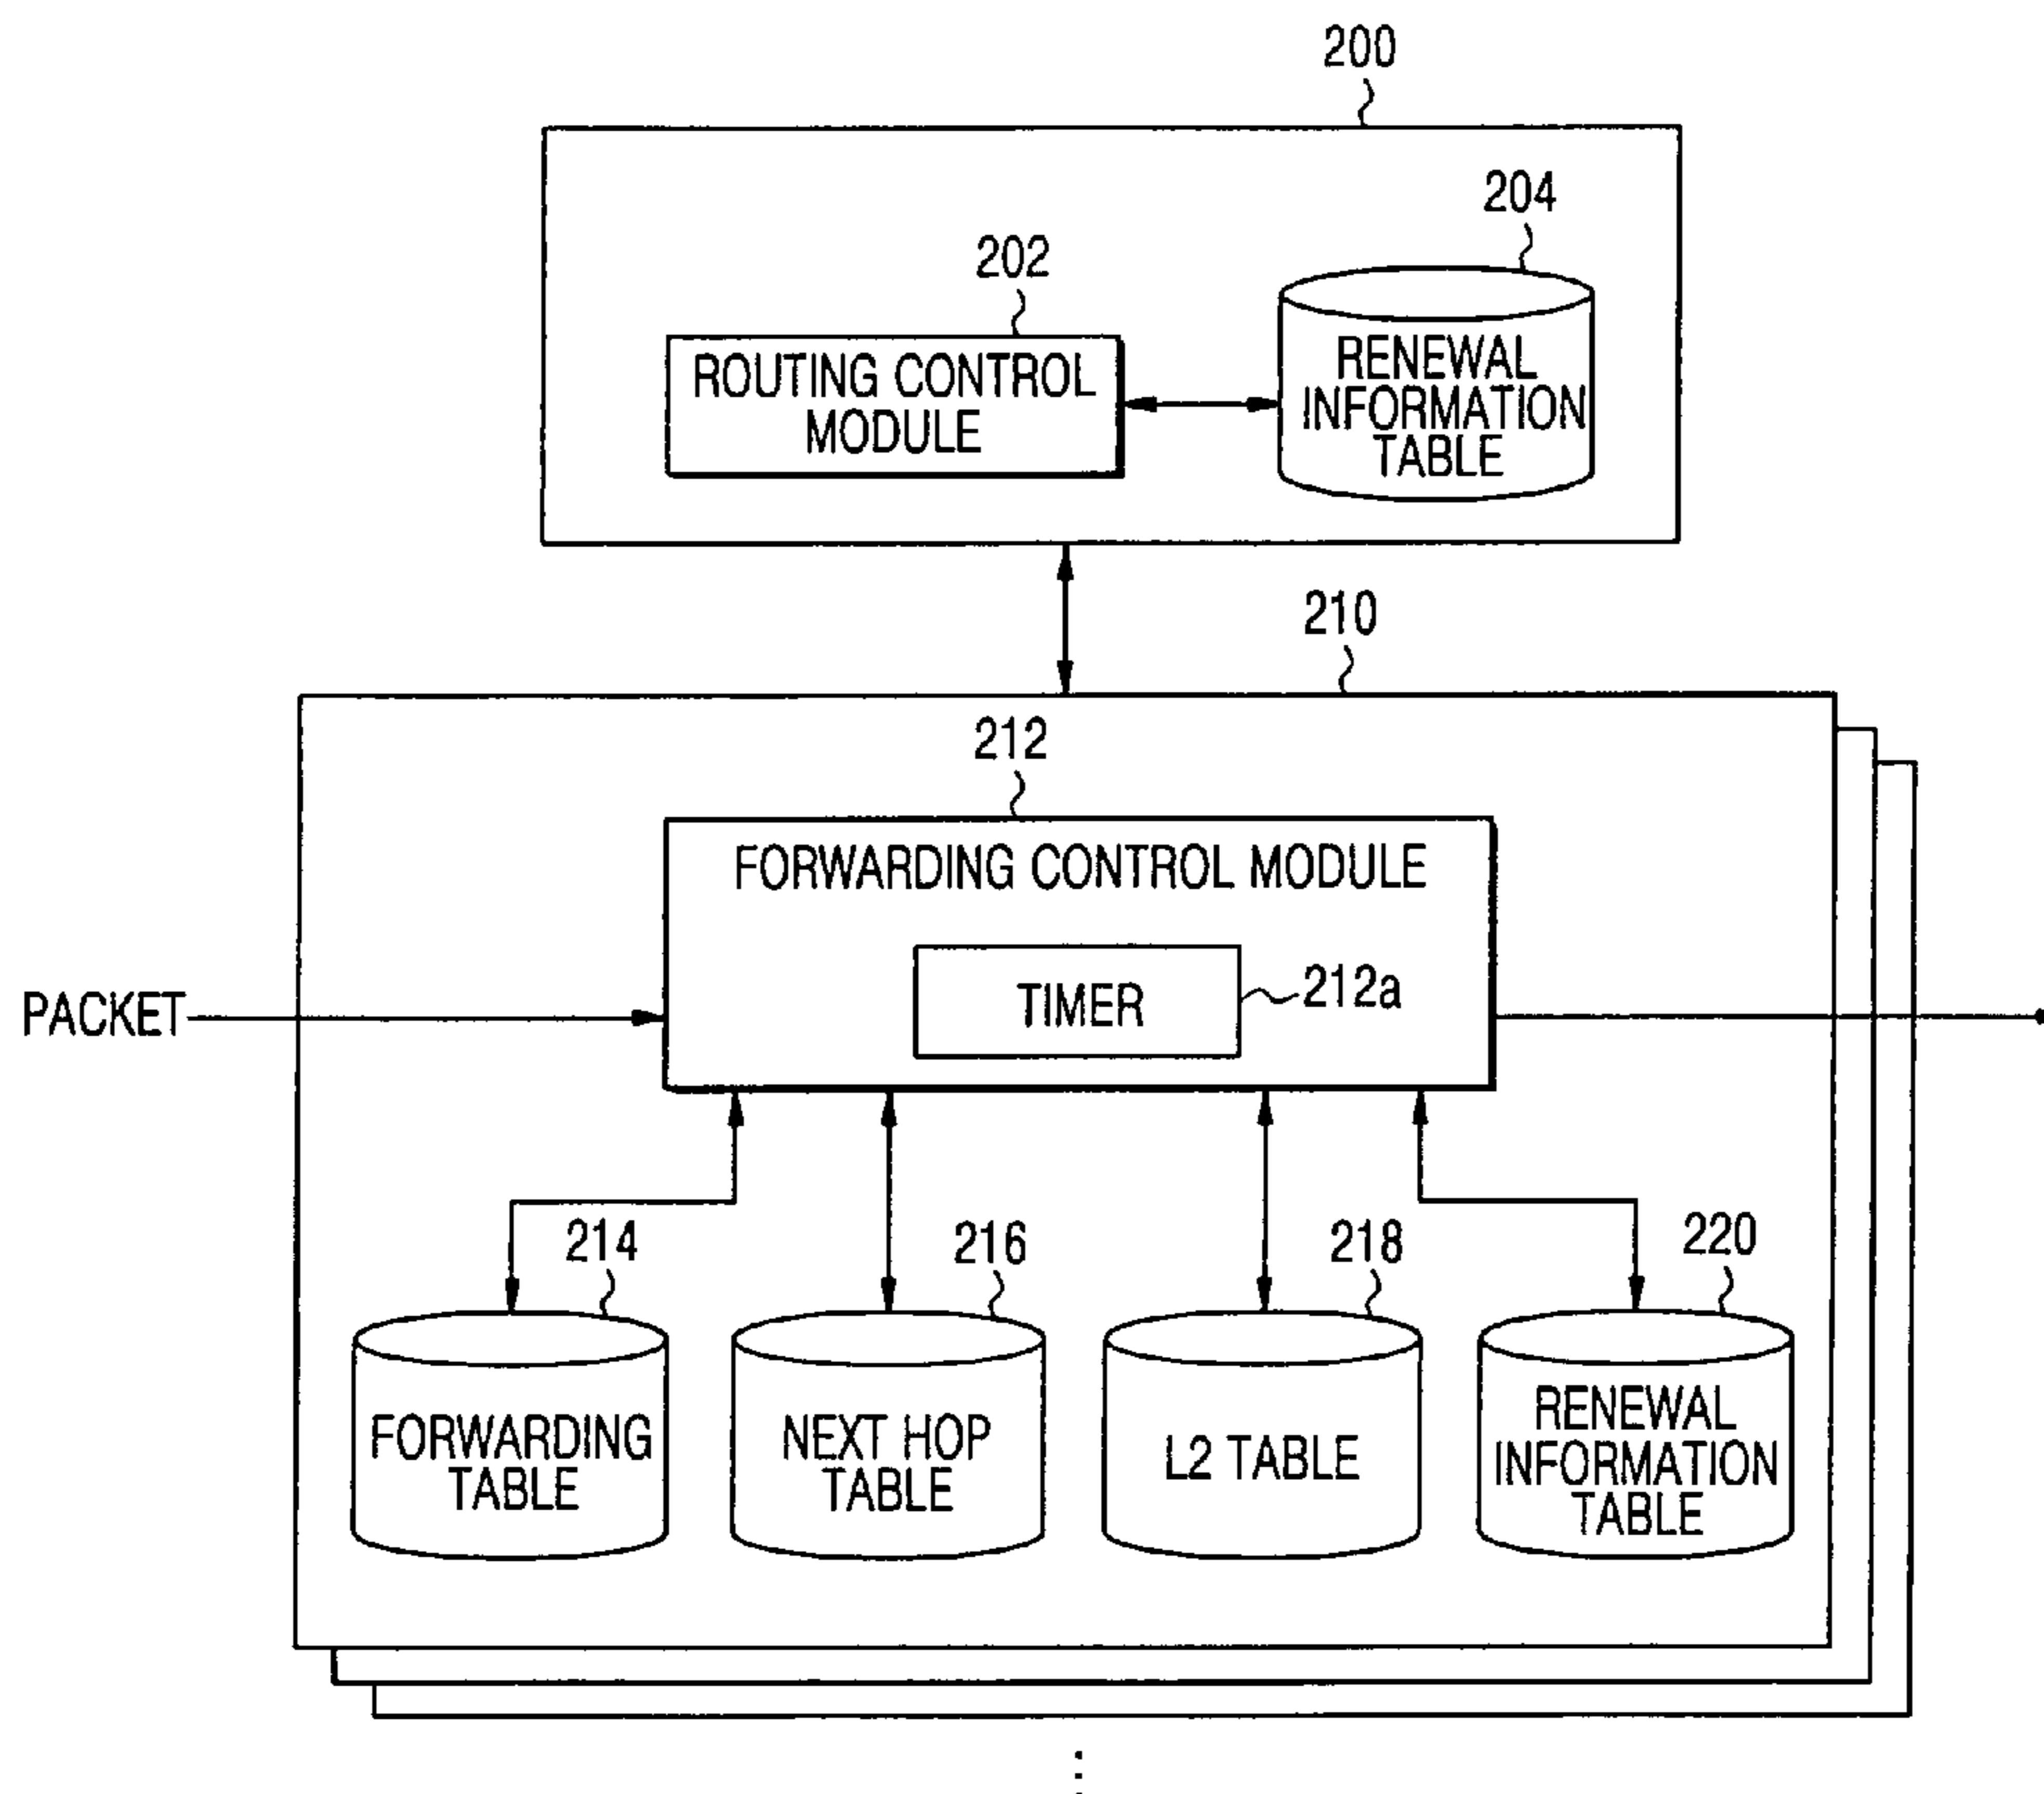 200
204
202
ROUTING CONTROL
MODULE
RENEWAL
INFORMATION
TABLE
210
212
FORWARDING CONTROL MODULE
TIMER
212a
PACKET
214
216
218
220
FORWARDING
TABLE
NEXT HOP
TABLE
L2 TABLE
RENEWAL
INFORMATION
TABLE